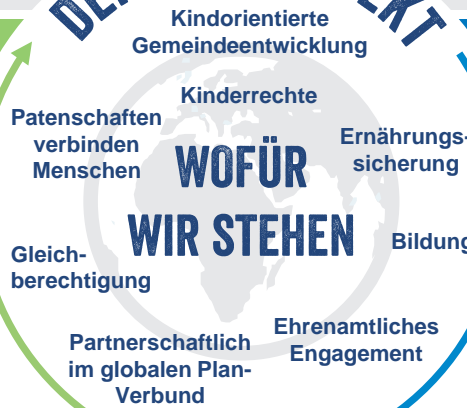 Kindorientierte
Gemeindeentwicklung
Kinderrechte
Patenschaften
verbinden
Menschen
Ernährungs-
sicherung
WOFÜR
WIR STEHEN
Bildung
Gleich-
berechtigung
Ehrenamtliches
Engagement
Partnerschaftlich
im globalen Plan-
Verbund